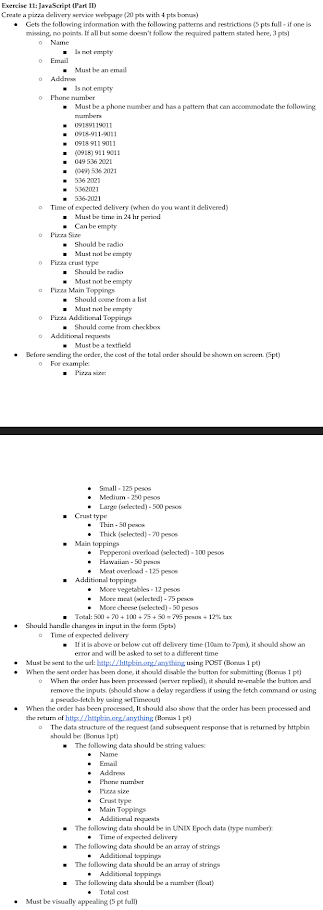 Exercise 11: JavaScript (Part II)
Create a pizza delivery service webpage (20 pts with 4 pts bonus)
• Gets the following information with the following patterns and restrictions (5 pts full - if one is
missing, no points. If all but some doesn't follow the required pattern stated here, 3 pts)
○ Name
■ Is not empty
○ Email
■ Must be an email
○ Address
■ Is not empty
○ Phone number
■ Must be a phone number and has a pattern that can accommodate the following
numbers
■ 09189119011
■ 0918-911-9011
■ 0918 911 9011
■ (0918) 911 9011
■ 049 536 2021
■ (049) 536 2021
■ 536 2021
■ 5362021
■ 536-2021
○ Time of expected delivery (when do you want it delivered)
■ Must be time in 24 hr period
■ Can be empty
○ Pizza Size
■ Should be radio
■ Must not be empty
○ Pizza crust type
■ Should be radio
■ Must not be empty
○ Pizza Main Toppings
■ Should come from a list
■ Must not be empty
○ Pizza Additional Toppings
■ Should come from checkbox
○ Additional requests
■ Must be a textfield
• Before sending the order, the cost of the total order should be shown on screen. (5pt)
○ For example:
■ Pizza size:
• Small - 125 pesos
• Medium - 250 pesos
• Large (selected) - 500 pesos
■ Crust type
• Thin - 50 pesos
• Thick (selected) - 70 pesos
■ Main toppings
• Pepperoni overload (selected) - 100 pesos
• Hawaiian - 50 pesos
• Meat overload - 125 pesos
■ Additional toppings
• More vegetables - 12 pesos
• More meat (selected) - 75 pesos
• More cheese (selected) - 50 pesos
■ Total: 500 + 70 + 100 + 75 + 50 = 795 pesos + 12% tax
• Should handle changes in input in the form (5pts)
○ Time of expected delivery
■ If it is above or below cut off delivery time (10am to 7pm), it should show an
error and will be asked to set to a different time
• Must be sent to the url: http://httpbin.org/anything using POST (Bonus 1 pt)
• When the sent order has been done, it should disable the button for submitting (Bonus 1 pt)
○ When the order has been processed (server replied), it should re-enable the button and
remove the inputs. (should show a delay regardless if using the fetch command or using
a pseudo-fetch by using setTimeout)
• When the order has been processed, It should also show that the order has been processed and
the return of http://httpbin.org/anything (Bonus 1 pt)
○ The data structure of the request (and subsequent response that is returned by httpbin
should be: (Bonus 1pt)
■ The following data should be string values:
• Name
• Email
• Address
• Phone number
• Pizza size
• Crust type
• Main Toppings
• Additional requests
■ The following data should be in UNIX Epoch data (type number):
• Time of expected delivery
■ The following data should be an array of strings
• Additional toppings
■ The following data should be an array of strings
• Additional toppings
■ The following data should be a number (float)
• Total cost
• Must be visually appealing (5 pt full)